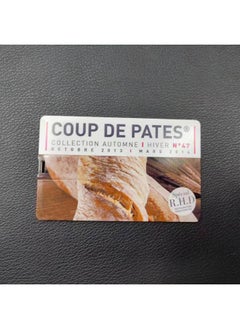 COUP DE PATES®
COLLECTION AUTOMNE I HIVER N°47
OCTOBRE 2013 I MARS 2014
R.H.D